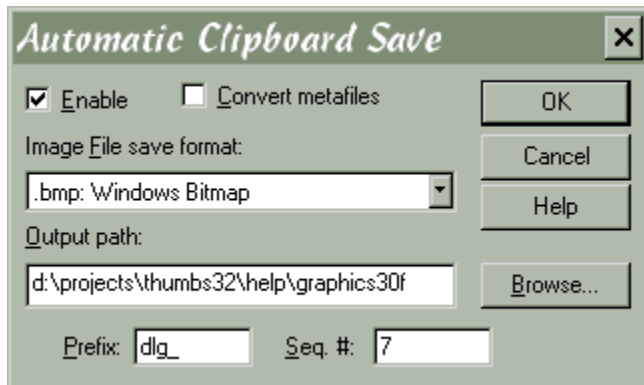 Automatic Clipboard Save
Enable Convert metafiles OK
Image File save format:
Cancel
.bmp: Windows Bitmap
Help
Output path:
d:\projects\thumbs32\help\graphics30f Browse...
Prefix: dlg_ Seq. #: 7